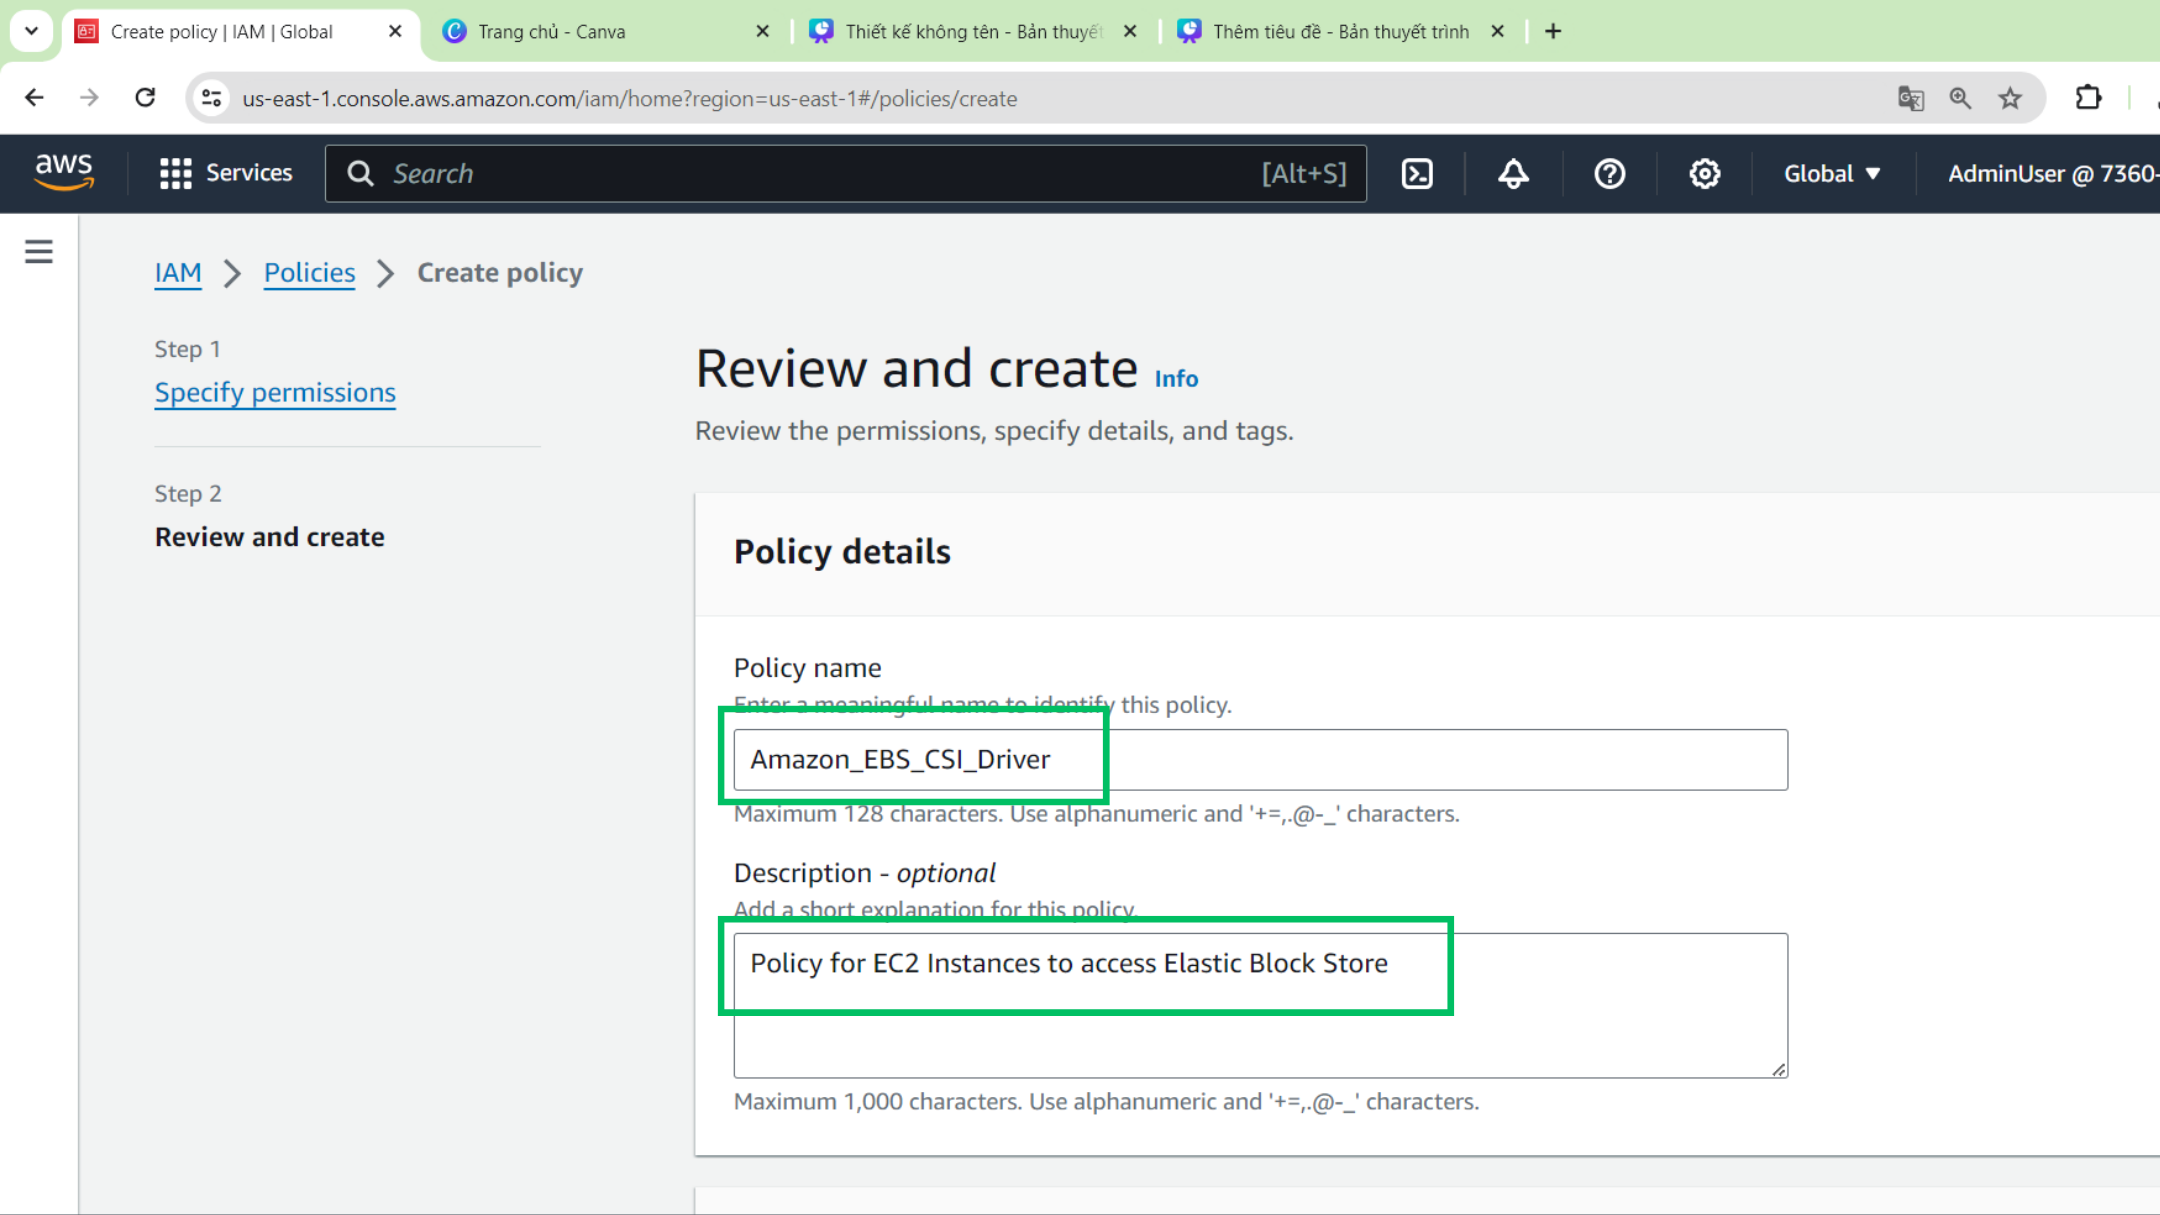 Create policy | IAM | Global
Trang chủ - Canva
Thiết kế không tên - Bản thuyết
Thêm tiêu đề - Bản thuyết trình
us-east-1.console.aws.amazon.com/iam/home?region=us-east-1#/policies/create
aws
Services
Search
[Alt+S]
Global
AdminUser @ 7360-
IAM
Policies
Create policy
Step 1
Specify permissions
Step 2
Review and create
Review and create Info
Review the permissions, specify details, and tags.
Policy details
Policy name
Enter a meaningful name to identify this policy.
Amazon_EBS_CSI_Driver
Maximum 128 characters. Use alphanumeric and '+=,.@-_' characters.
Description - optional
Add a short explanation for this policy.
Policy for EC2 Instances to access Elastic Block Store
Maximum 1,000 characters. Use alphanumeric and '+=,.@-_' characters.